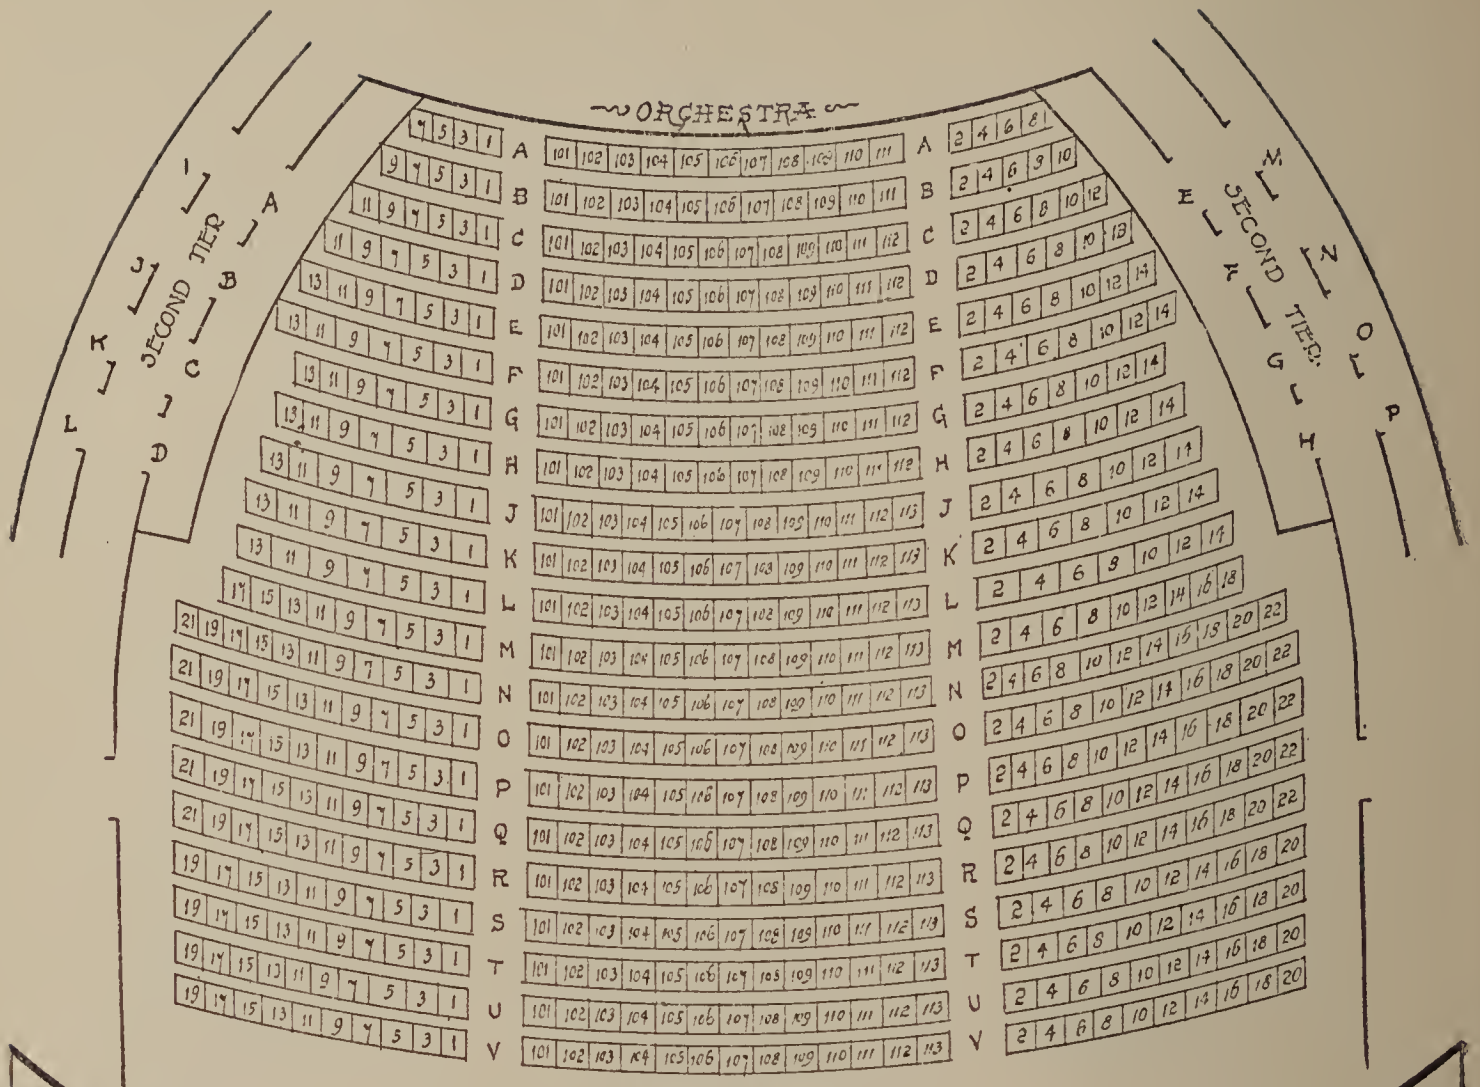 ORCHESTRA
7 5 3 1 A 101 102 103 104 105 106 107 108 109 110 111 A 2 4 6 8
9 7 5 3 1 B 101 102 103 104 105 106 107 108 109 110 111 B 2 4 6 8 10
11 9 7 5 3 1 C 101 102 103 104 105 106 107 108 109 110 111 112 C 2 4 6 8 10 12
11 9 7 5 3 1 D 101 102 103 104 105 106 107 108 109 110 111 112 D 2 4 6 8 10 12
13 11 9 7 5 3 1 E 101 102 103 104 105 106 107 108 109 110 111 112 E 2 4 6 8 10 12 14
13 11 9 7 5 3 1 F 101 102 103 104 105 106 107 108 109 110 111 112 F 2 4 6 8 10 12 14
13 11 9 7 5 3 1 G 101 102 103 104 105 106 107 108 109 110 111 112 G 2 4 6 8 10 12 14
13 11 9 7 5 3 1 H 101 102 103 104 105 106 107 108 109 110 111 112 H 2 4 6 8 10 12 14
13 11 9 7 5 3 1 J 101 102 103 104 105 106 107 108 109 110 111 112 113 J 2 4 6 8 10 12 14
13 11 9 7 5 3 1 K 101 102 103 104 105 106 107 108 109 110 111 112 113 K 2 4 6 8 10 12 14
13 11 9 7 5 3 1 L 101 102 103 104 105 106 107 108 109 110 111 112 113 L 2 4 6 8 10 12 14
17 15 13 11 9 7 5 3 1 M 101 102 103 104 105 106 107 108 109 110 111 112 113 M 2 4 6 8 10 12 14 16 18
21 19 17 15 13 11 9 7 5 3 1 N 101 102 103 104 105 106 107 108 109 110 111 112 113 N 2 4 6 8 10 12 14 16 18 20 22
21 19 17 15 13 11 9 7 5 3 1 O 101 102 103 104 105 106 107 108 109 110 111 112 113 O 2 4 6 8 10 12 14 16 18 20 22
21 19 17 15 13 11 9 7 5 3 1 P 101 102 103 104 105 106 107 108 109 110 111 112 113 P 2 4 6 8 10 12 14 16 18 20 22
21 19 17 15 13 11 9 7 5 3 1 Q 101 102 103 104 105 106 107 108 109 110 111 112 113 Q 2 4 6 8 10 12 14 16 18 20 22
21 19 17 15 13 11 9 7 5 3 1 R 101 102 103 104 105 106 107 108 109 110 111 112 113 R 2 4 6 8 10 12 14 16 18 20 22
19 17 15 13 11 9 7 5 3 1 S 101 102 103 104 105 106 107 108 109 110 111 112 113 S 2 4 6 8 10 12 14 16 18 20
19 17 15 13 11 9 7 5 3 1 T 101 102 103 104 105 106 107 108 109 110 111 112 113 T 2 4 6 8 10 12 14 16 18 20
19 17 15 13 11 9 7 5 3 1 U 101 102 103 104 105 106 107 108 109 110 111 112 113 U 2 4 6 8 10 12 14 16 18 20
19 17 15 13 11 9 7 5 3 1 V 101 102 103 104 105 106 107 108 109 110 111 112 113 V 2 4 6 8 10 12 14 16 18 20
I
J
K
L
SECOND TIER
A
B
C
D
E
F
G
H
SECOND TIER.
M
N
O
P